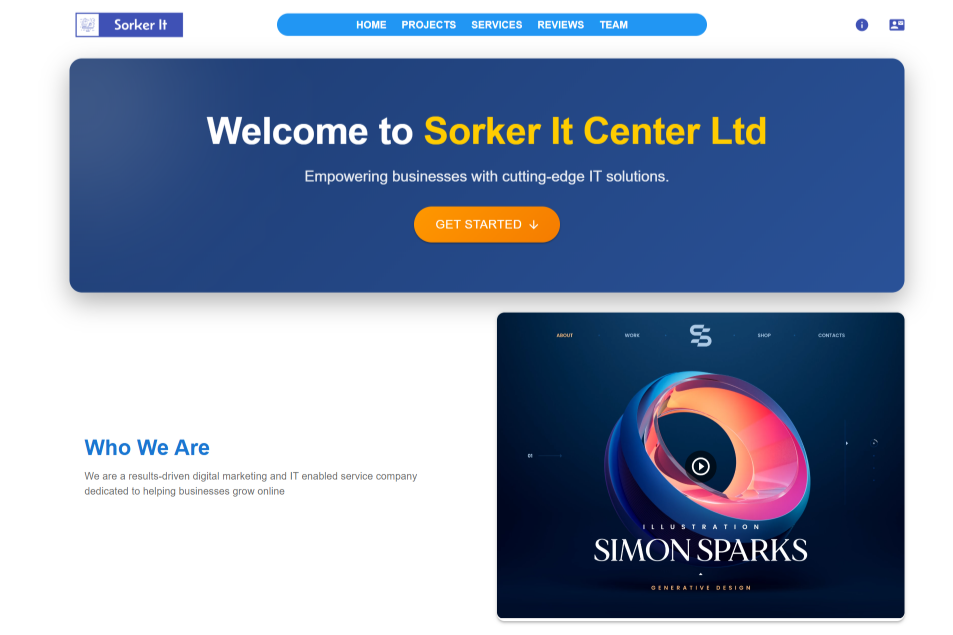 Sorker It
HOME PROJECTS SERVICES REVIEWS TEAM
Welcome to Sorker It Center Ltd
Empowering businesses with cutting-edge IT solutions.
GET STARTED
ABOUT WORK SHOP CONTACTS
Who We Are
We are a results-driven digital marketing and IT enabled service company
dedicated to helping businesses grow online
01
ILLUSTRATION
SIMON SPARKS
GENERATIVE DESIGN